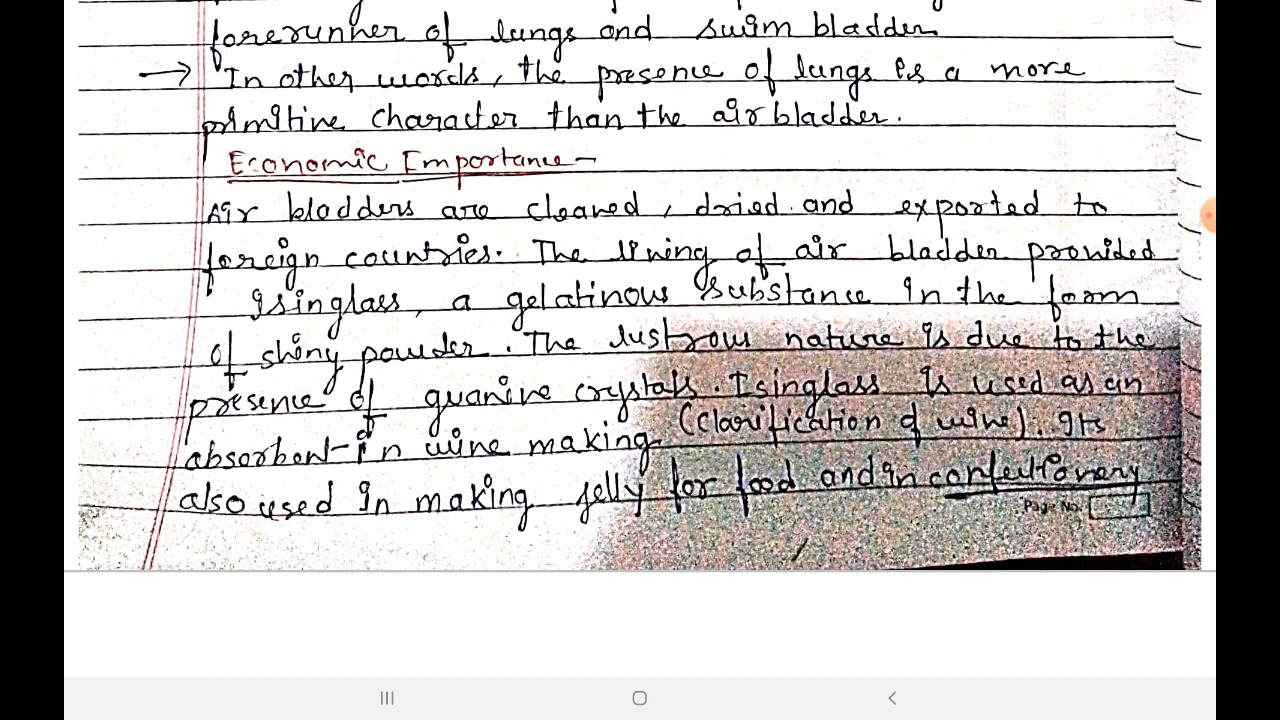 forerunner of lungs and swim bladder
→ In other words, the presence of lungs is a more
primitive character than the air bladder.
Economic Importance -
Air bladders are cleaned, dried and exported to
foreign countries. The lining of air bladder provided
isinglass, a gelatinous substance in the form
of shiny powder. The lustrous nature is due to the
presence of guanine crystals. Isinglass is used as an
absorbent in wine making (clarification of wine). Its
also used in making jelly for food and in confectionery
Page No.